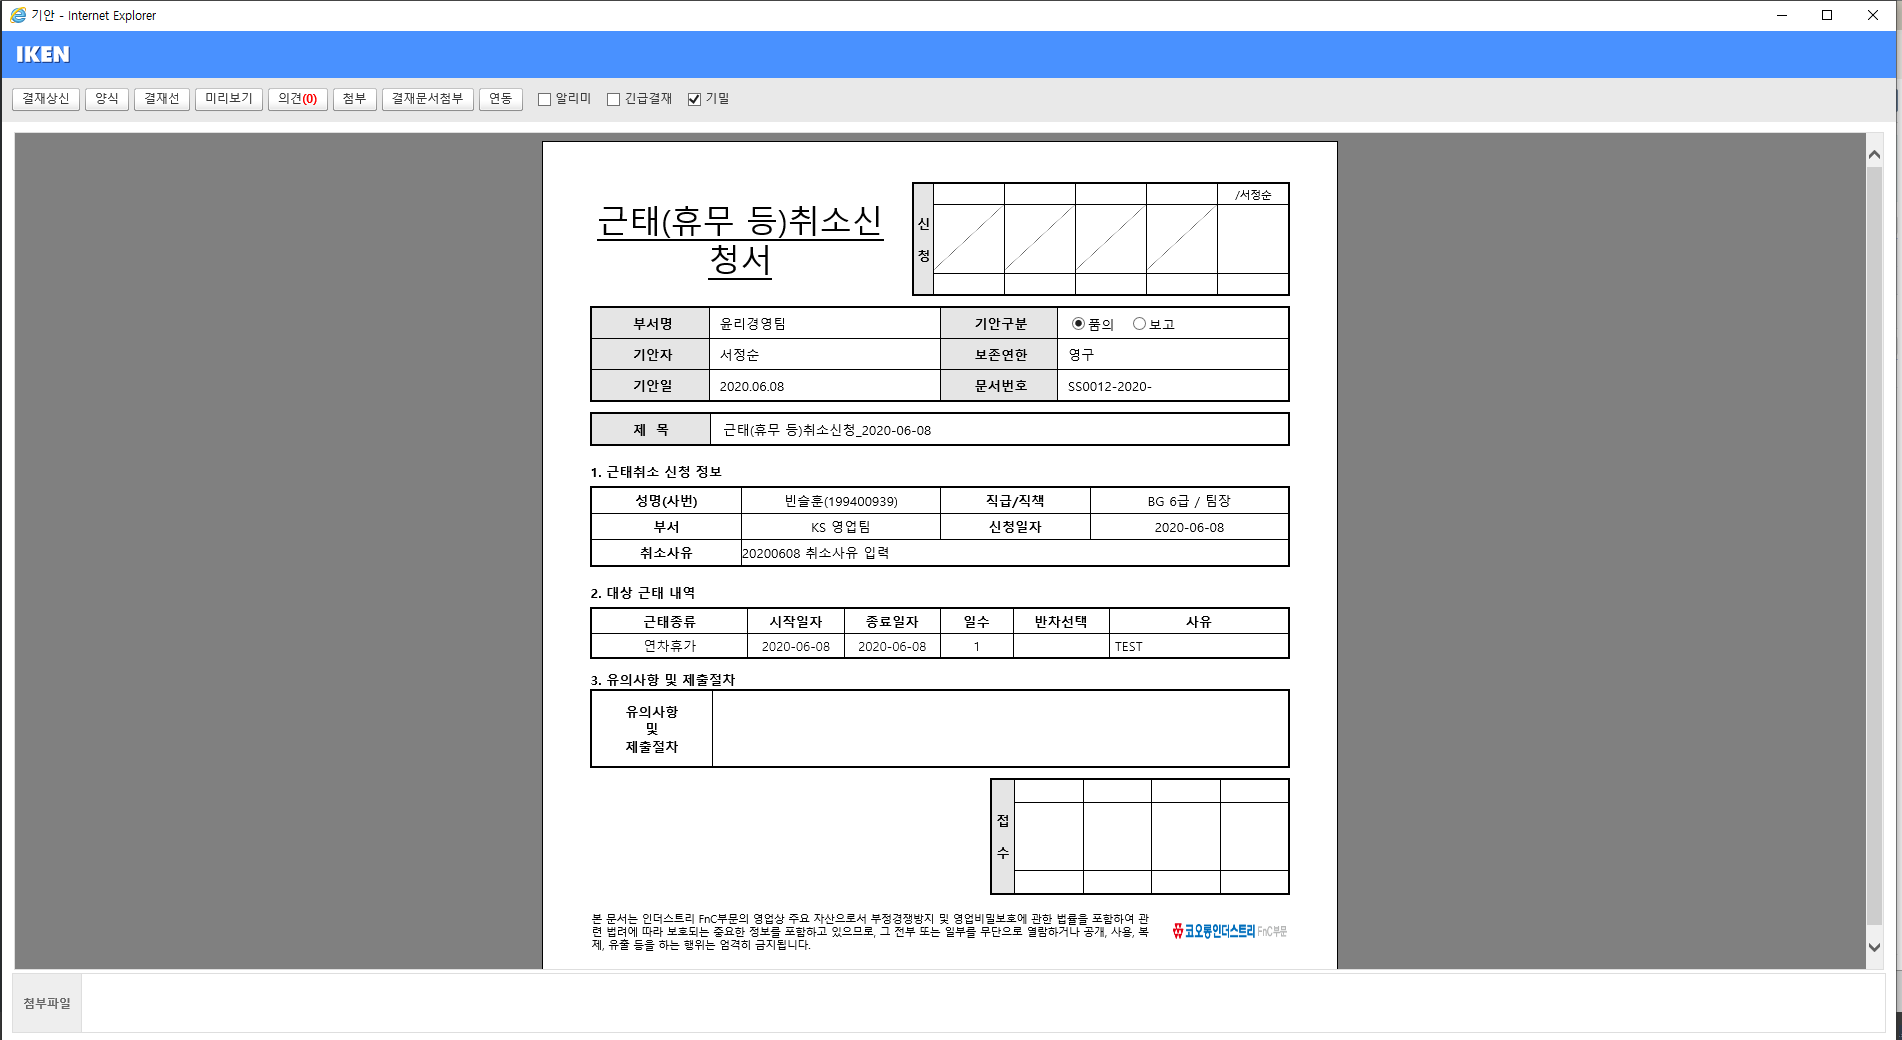 기안 - Internet Explorer
IKEN
결재상신 양식 결재선 미리보기 의견(0) 첨부 결재문서첨부 연동 알리미 긴급결재 기밀
근태(휴무 등)취소신
청서
신
청
/서정순
부서명 윤리경영팀 기안구분 품의 보고
기안자 서정순 보존연한 영구
기안일 2020.06.08 문서번호 SS0012-2020-
제 목 근태(휴무 등)취소신청_2020-06-08
1. 근태취소 신청 정보
성명(사번) 빈슬훈(199400939) 직급/직책 BG 6급 / 팀장
부서 KS 영업팀 신청일자 2020-06-08
취소사유 20200608 취소사유 입력
2. 대상 근태 내역
근태종류 시작일자 종료일자 일수 반차선택 사유
연차휴가 2020-06-08 2020-06-08 1 TEST
3. 유의사항 및 제출절차
유의사항
및
제출절차
접
수
본 문서는 인더스트리 FnC부문의 영업상 주요 자산으로서 부정경쟁방지 및 영업비밀보호에 관한 법률을 포함하여 관
련 법려에 따라 보호되는 중요한 정보를 포함하고 있으므로, 그 전부 또는 일부를 무단으로 열람하거나 공개, 사용, 복
제, 유출 등을 하는 행위는 엄격히 금지됩니다.
코오롱인더스트리 FnC부문
첨부파일